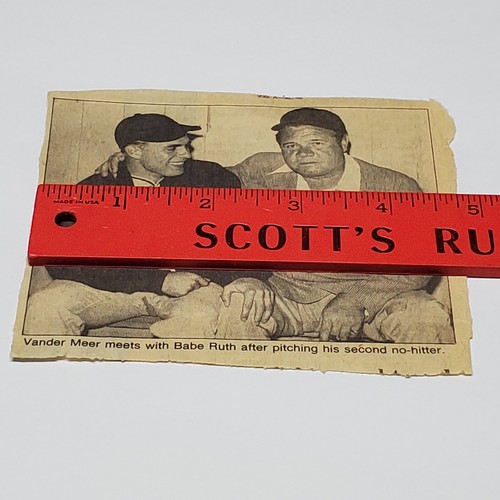 MADE IN USA 1 2 3 4 5
SCOTT'S RU
Vander Meer meets with Babe Ruth after pitching his second no-hitter.